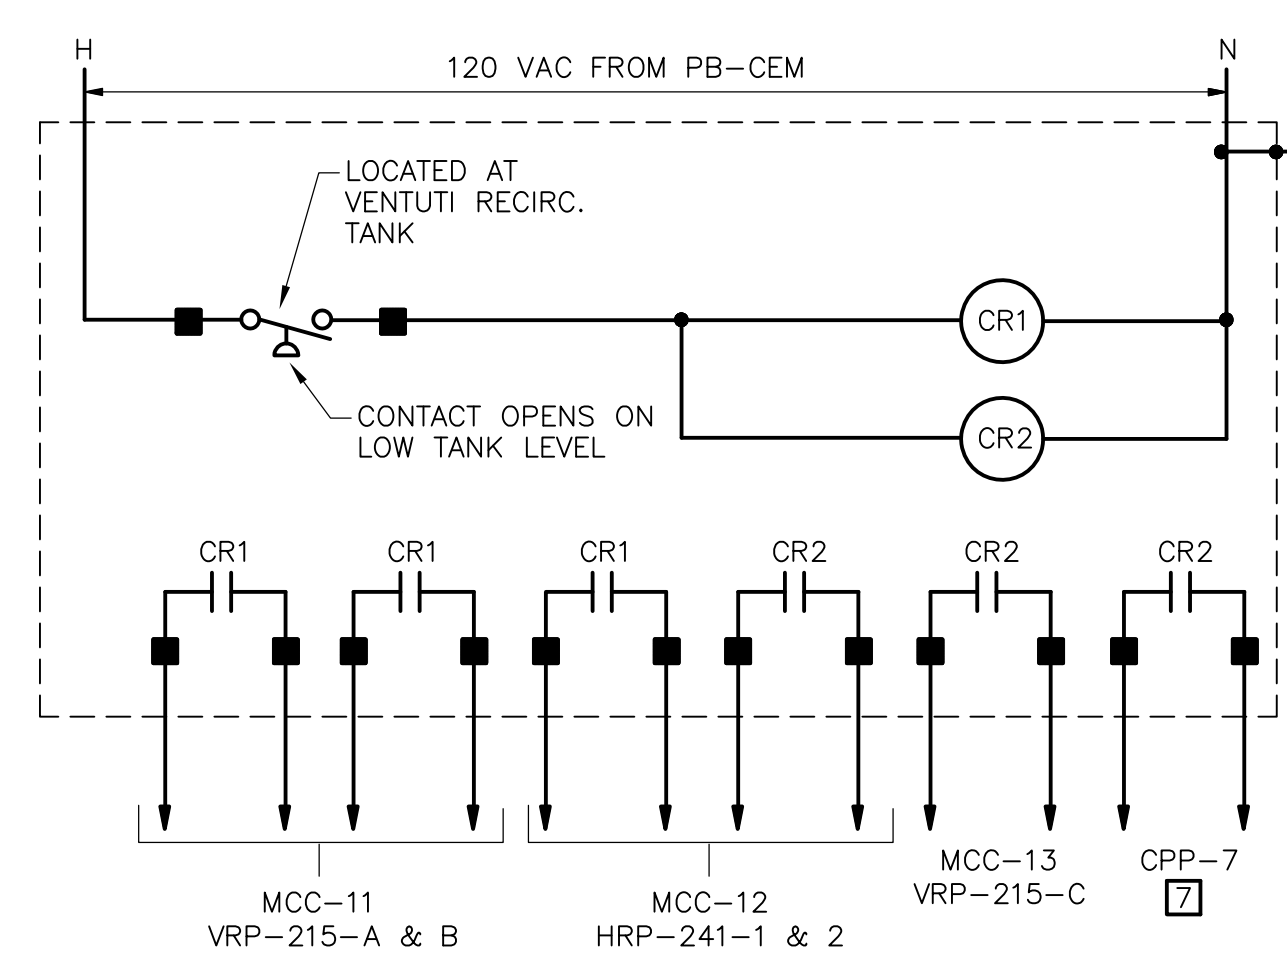 H
N
120 VAC FROM PB-CEM
LOCATED AT
VENTUTI RECIRC.
TANK
CR1
CONTACT OPENS ON
LOW TANK LEVEL
CR2
CR1
CR1
CR1
CR2
CR2
CR2
MCC-11
VRP-215-A & B
MCC-12
HRP-241-1 & 2
MCC-13
VRP-215-C
CPP-7
7